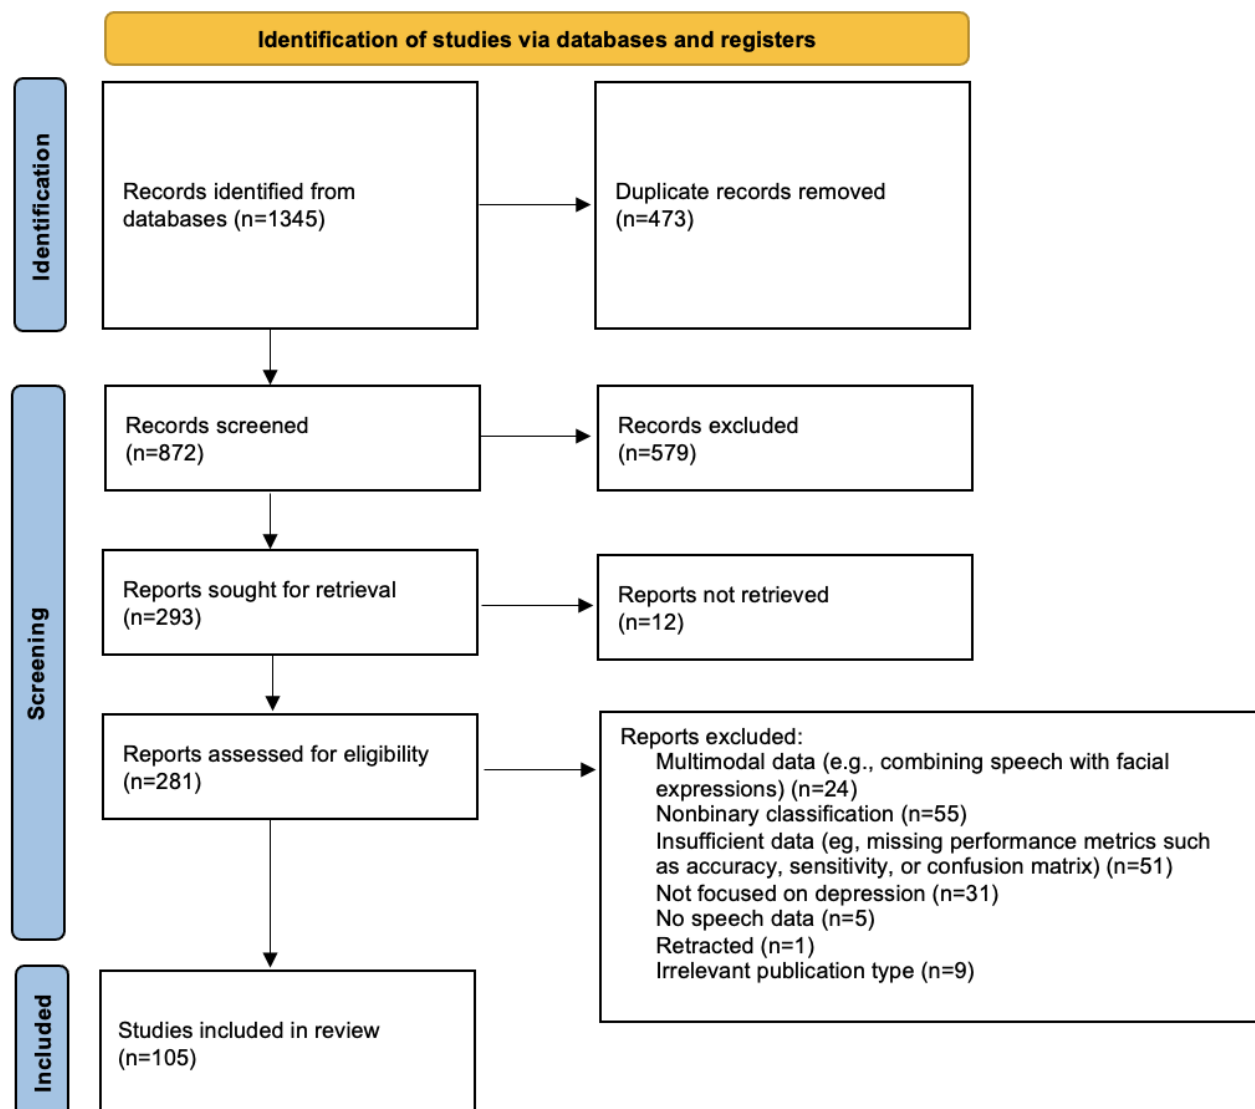 Identification of studies via databases and registers
Identification
Records identified from
databases (n=1345)
Duplicate records removed
(n=473)
Screening
Records screened
(n=872)
Records excluded
(n=579)
Reports sought for retrieval
(n=293)
Reports not retrieved
(n=12)
Reports assessed for eligibility
(n=281)
Reports excluded:
Multimodal data (e.g., combining speech with facial
expressions) (n=24)
Nonbinary classification (n=55)
Insufficient data (eg, missing performance metrics such
as accuracy, sensitivity, or confusion matrix) (n=51)
Not focused on depression (n=31)
No speech data (n=5)
Retracted (n=1)
Irrelevant publication type (n=9)
Included
Studies included in review
(n=105)